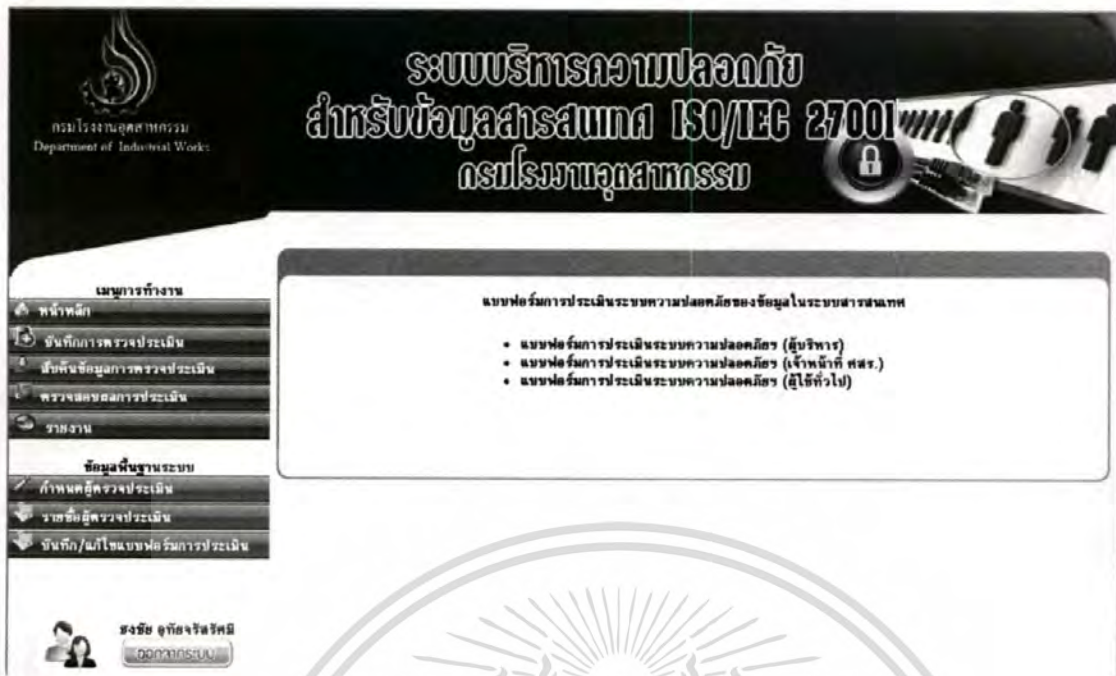 กรมโรงงานอุตสาหกรรม
Department of Industrial Works
ระบบบริหารความปลอดภัย
สำหรับข้อมูลสารสนเทศ ISO/IEC 27001
กรมโรงงานอุตสาหกรรม
เมนูการทำงาน
หน้าหลัก
บันทึกการตรวจประเมิน
สืบค้นข้อมูลการตรวจประเมิน
ตรวจสอบผลการประเมิน
รายงาน
ข้อมูลพื้นฐานระบบ
กำหนดผู้ตรวจประเมิน
รายชื่อผู้ตรวจประเมิน
บันทึก/แก้ไขแบบฟอร์มการประเมิน
ธงชัย อุทัยจรัสรัศมี
ออกจากระบบ
แบบฟอร์มการประเมินระบบความปลอดภัยของข้อมูลในระบบสารสนเทศ
• แบบฟอร์มการประเมินระบบความปลอดภัยฯ (ผู้บริหาร)
• แบบฟอร์มการประเมินระบบความปลอดภัยฯ (เจ้าหน้าที่ ศสร.)
• แบบฟอร์มการประเมินระบบความปลอดภัยฯ (ผู้ใช้ทั่วไป)